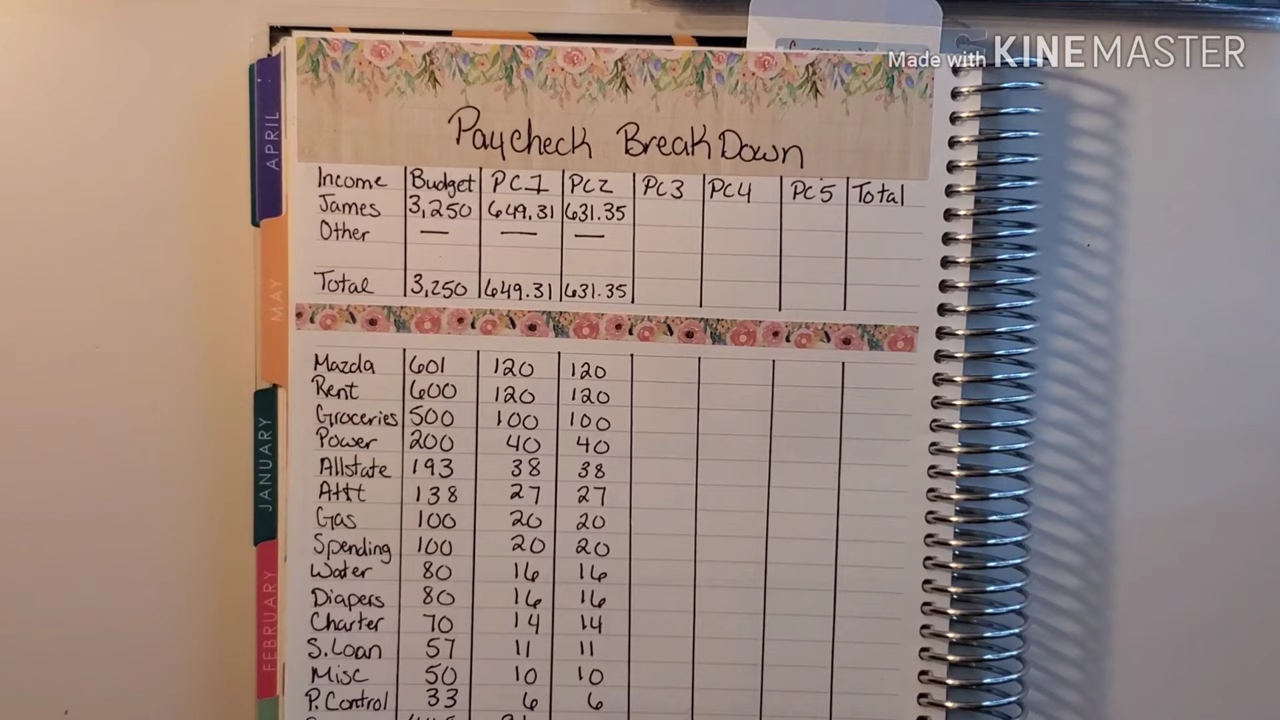 Made with KINEMASTER
Paycheck BreakDown
Income Budget PC1 PC2 PC3 PC4 PC5 Total
James 3,250 649.31 631.35
Other — — —
Total 3,250 649.31 631.35
Mazda 601 120 120
Rent 600 120 120
Groceries 500 100 100
Power 200 40 40
Allstate 193 38 38
At&t 138 27 27
Gas 100 20 20
Spending 100 20 20
Water 80 16 16
Diapers 80 16 16
Charter 70 14 14
S.Loan 57 11 11
Misc 50 10 10
P.Control 33 6 6
APRIL
MAY
JANUARY
FEBRUARY